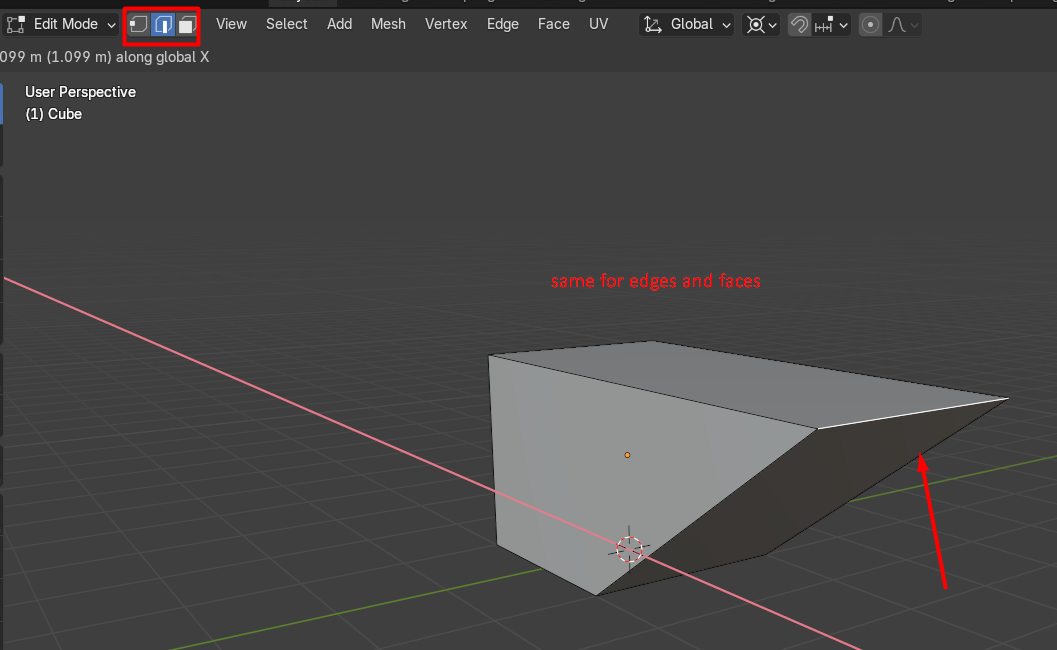 Edit Mode View Select Add Mesh Vertex Edge Face UV Global
099 m (1.099 m) along global X
User Perspective
(1) Cube
same for edges and faces